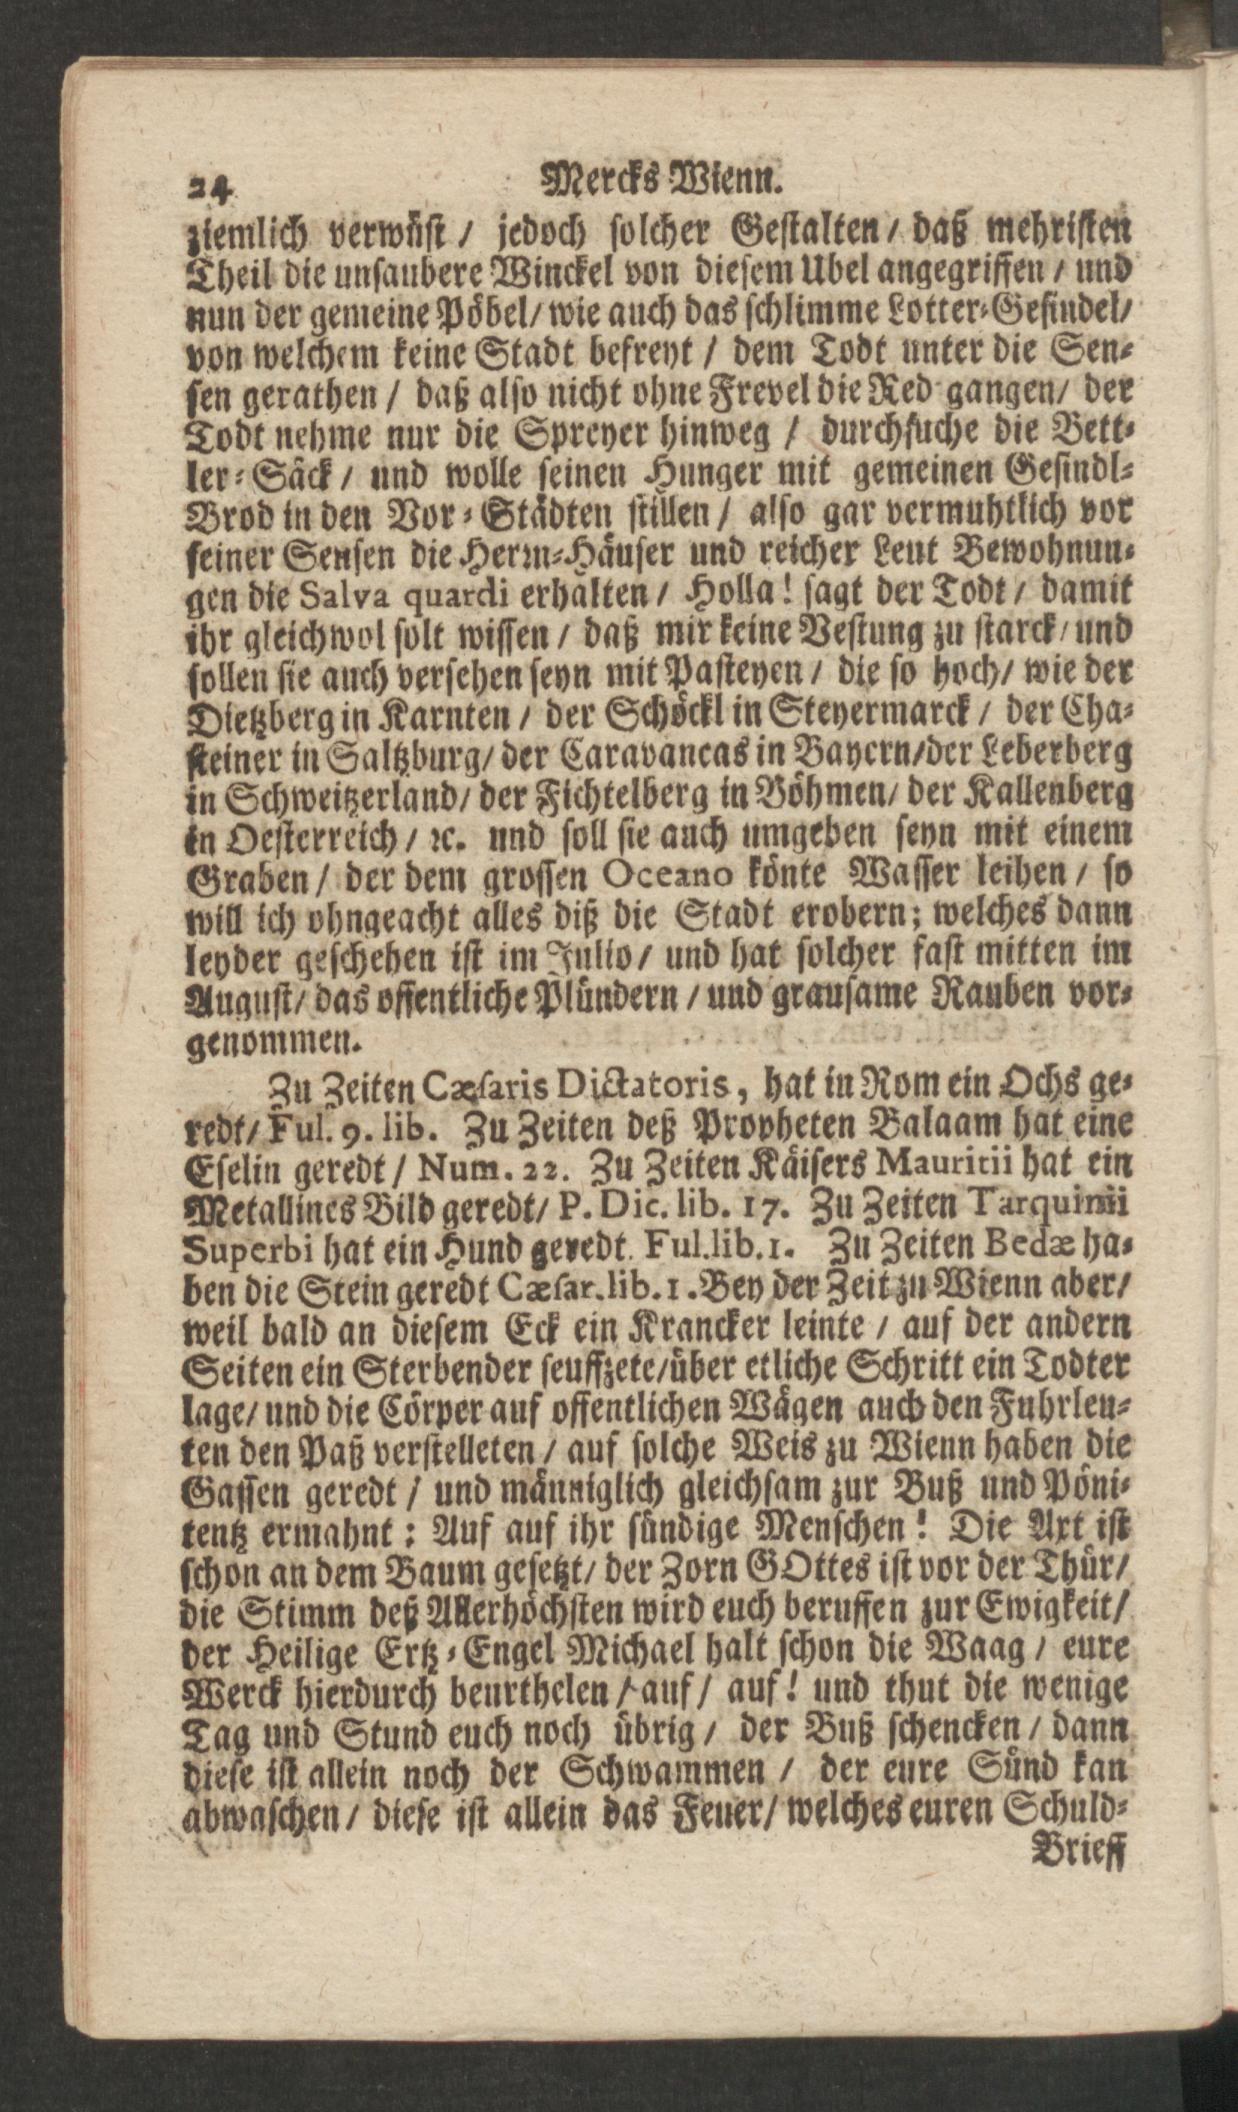 24 Mercks Wienn.
ziemlich verwüst / jedoch solcher Gestalten / daß mehristen
Theil die unsaubere Winckel von diesem Ubel angegriffen / und
nun der gemeine Pöbel / wie auch das schlimme Lotter-Gesindel /
von welchem keine Stadt befreyt / dem Todt unter die Sen-
sen gerathen / daß also nicht ohne Frevel die Red gangen / der
Todt nehme nur die Spreyer hinweg / durchsuche die Bett-
ler-Säck / und wolle seinen Hunger mit gemeinen Gesindl-
Brod in den Vor-Städten stillen / also gar vermuhtlich vor
seiner Sensen die Herrn-Häuser und reicher Leut Bewohnun-
gen die Salva quardi erhalten / Holla! sagt der Todt / damit
ihr gleichwol solt wissen / daß mir keine Vestung zu starck / und
sollen sie auch versehen seyn mit Pasteyen / die so hoch / wie der
Dietzberg in Karnten / der Schöckl in Steyermarck / der Cha-
steiner in Saltzburg / der Caravancas in Bayern / der Leberberg
in Schweitzerland / der Fichtelberg in Böhmen / der Kallenberg
in Oesterreich / ꝛc. und soll sie auch umgeben seyn mit einem
Graben / der dem grossen Oceano könte Wasser leihen / so
will ich ohngeacht alles diß die Stadt erobern; welches dann
leyder geschehen ist im Julio / und hat solcher fast mitten im
August / das offentliche Plündern / und grausame Rauben vor-
genommen.
Zu Zeiten Cæsaris Dictatoris, hat in Rom ein Ochs ge-
redt / Ful. 9. lib. Zu Zeiten deß Propheten Balaam hat eine
Eselin geredt / Num. 22. Zu Zeiten Käisers Mauritii hat ein
Metallines Bild geredt / P. Dic. lib. 17. Zu Zeiten Tarquinii
Superbi hat ein Hund geredt Ful. lib. 1. Zu Zeiten Bedæ ha-
ben die Stein geredt Cæsar. lib. 1. Bey der Zeit zu Wienn aber /
weil bald an diesem Eck ein Krancker leinte / auf der andern
Seiten ein Sterbender seuffzete / über etliche Schritt ein Todter
lage / und die Cörper auf offentlichen Wägen auch den Fuhrleu-
ten den Paß verstelleten / auf solche Weis zu Wienn haben die
Gassen geredt / und männiglich gleichsam zur Buß und Pöni-
tentz ermahnt: Auf auf ihr sündige Menschen! Die Axt ist
schon an dem Baum gesetzt / der Zorn GOttes ist vor der Thür /
die Stimm deß Allerhöchsten wird euch beruffen zur Ewigkeit /
der Heilige Ertz-Engel Michael halt schon die Waag / eure
Werck hierdurch beurthelen / auf / auf! und thut die wenige
Tag und Stund euch noch übrig / der Buß schencken / dann
diese ist allein noch der Schwammen / der eure Sünd kan
abwaschen / diese ist allein das Feuer / welches euren Schuld-
Brieff